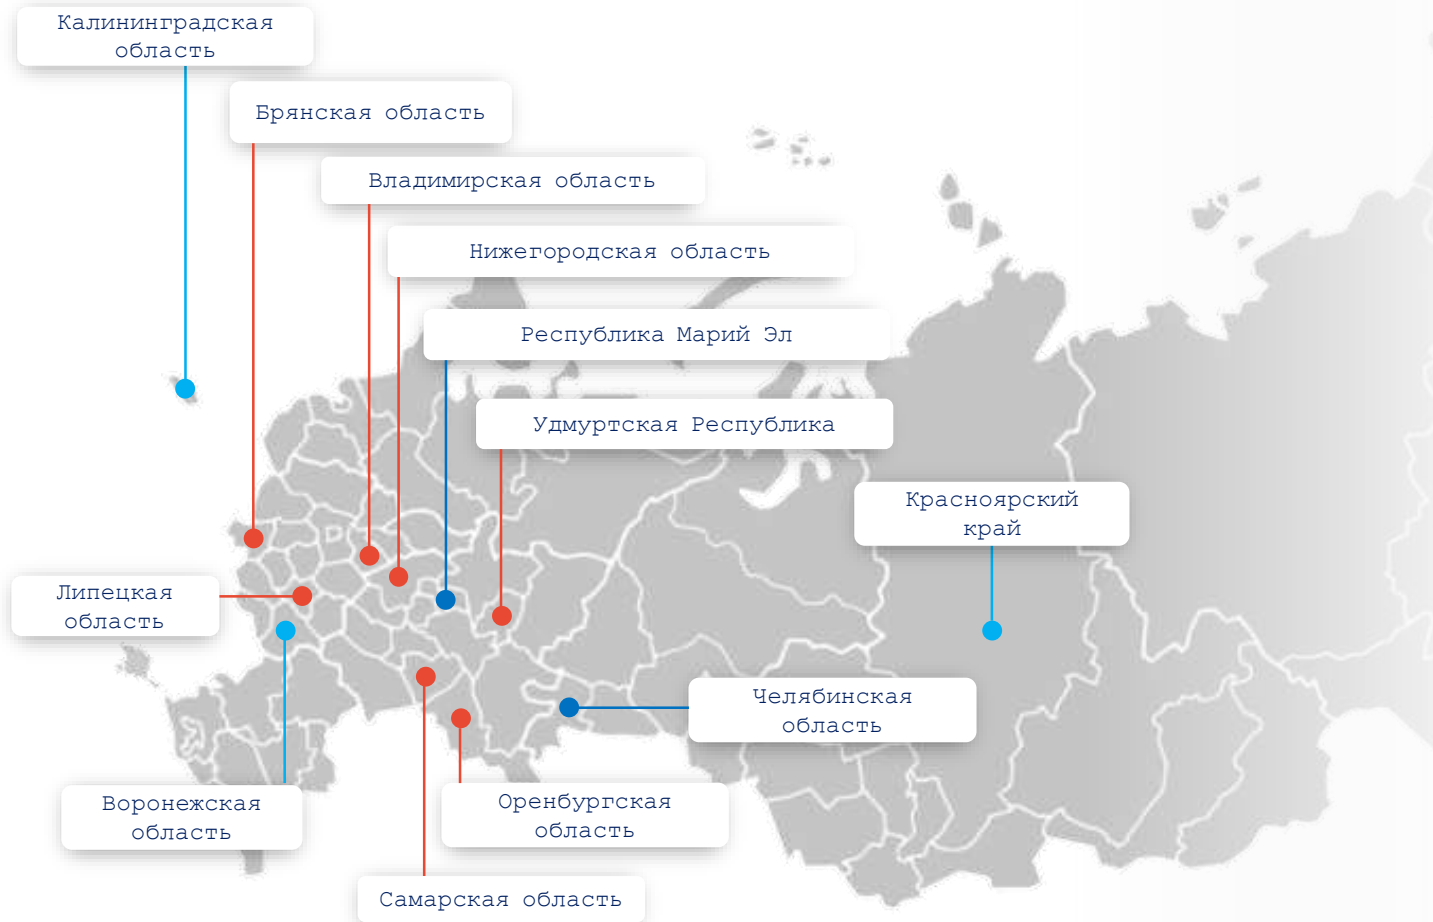 Калининградская
область
Брянская область
Владимирская область
Нижегородская область
Республика Марий Эл
Удмуртская Республика
Красноярский
край
Липецкая
область
Челябинская
область
Воронежская
область
Оренбургская
область
Самарская область